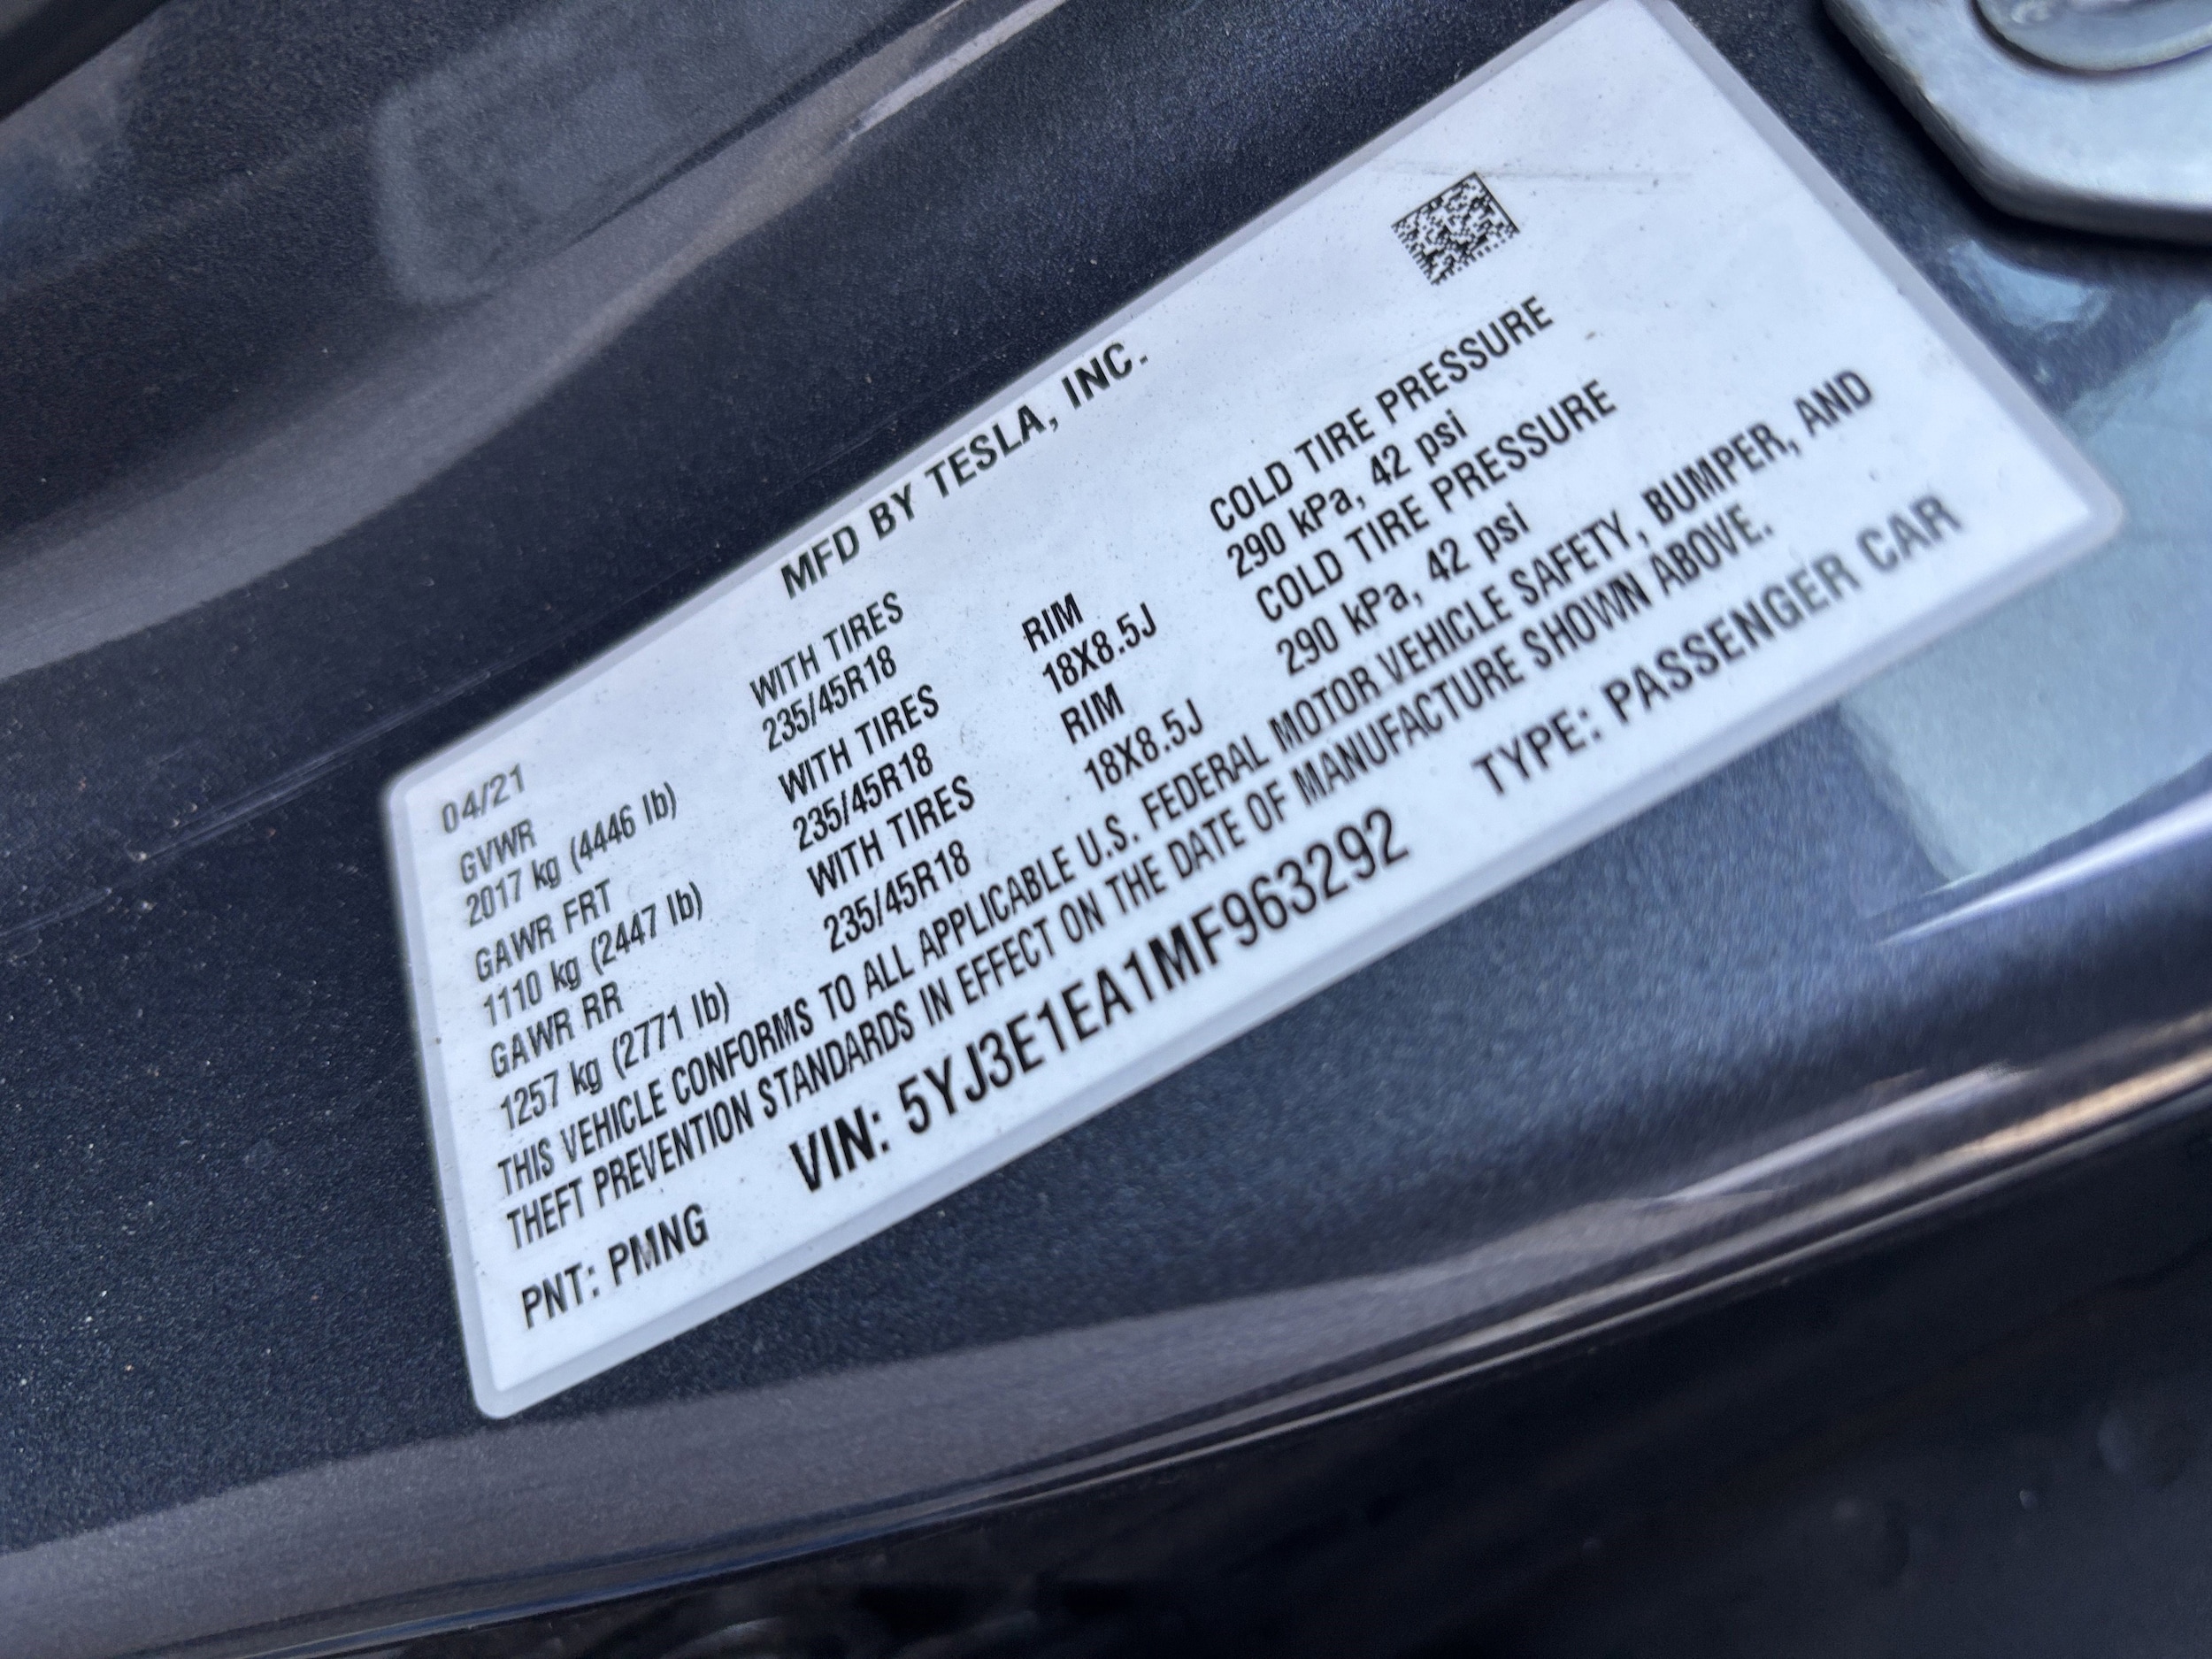 MFD BY TESLA, INC.
04/21
GVWR WITH TIRES RIM COLD TIRE PRESSURE
2017 kg (4446 lb) 235/45R18 18X8.5J 290 kPa, 42 psi
GAWR FRT WITH TIRES RIM COLD TIRE PRESSURE
1110 kg (2447 lb) 235/45R18 18X8.5J 290 kPa, 42 psi
GAWR RR WITH TIRES
1257 kg (2771 lb) 235/45R18
THIS VEHICLE CONFORMS TO ALL APPLICABLE U.S. FEDERAL MOTOR VEHICLE SAFETY, BUMPER, AND
THEFT PREVENTION STANDARDS IN EFFECT ON THE DATE OF MANUFACTURE SHOWN ABOVE.
PNT: PMNG VIN: 5YJ3E1EA1MF963292 TYPE: PASSENGER CAR